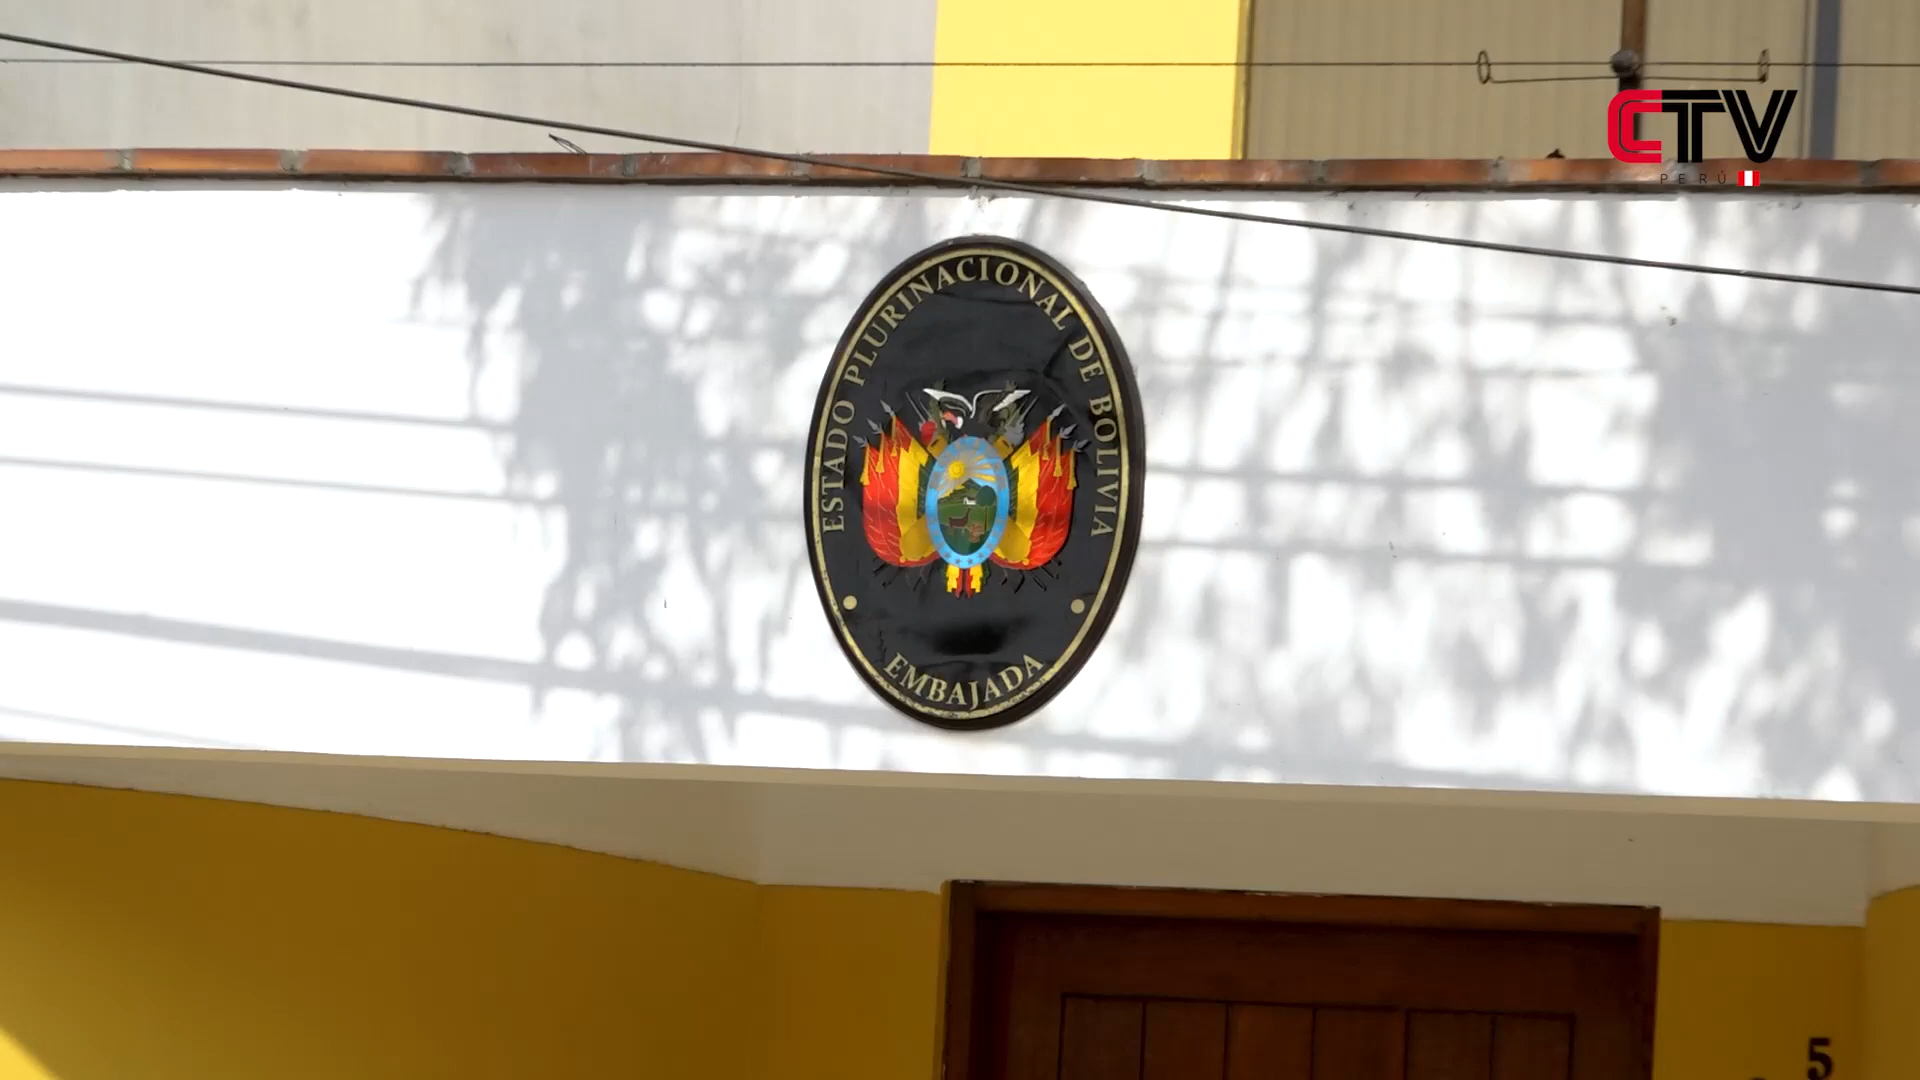 CTV
PERÚ
ESTADO PLURINACIONAL DE BOLIVIA
EMBAJADA
5